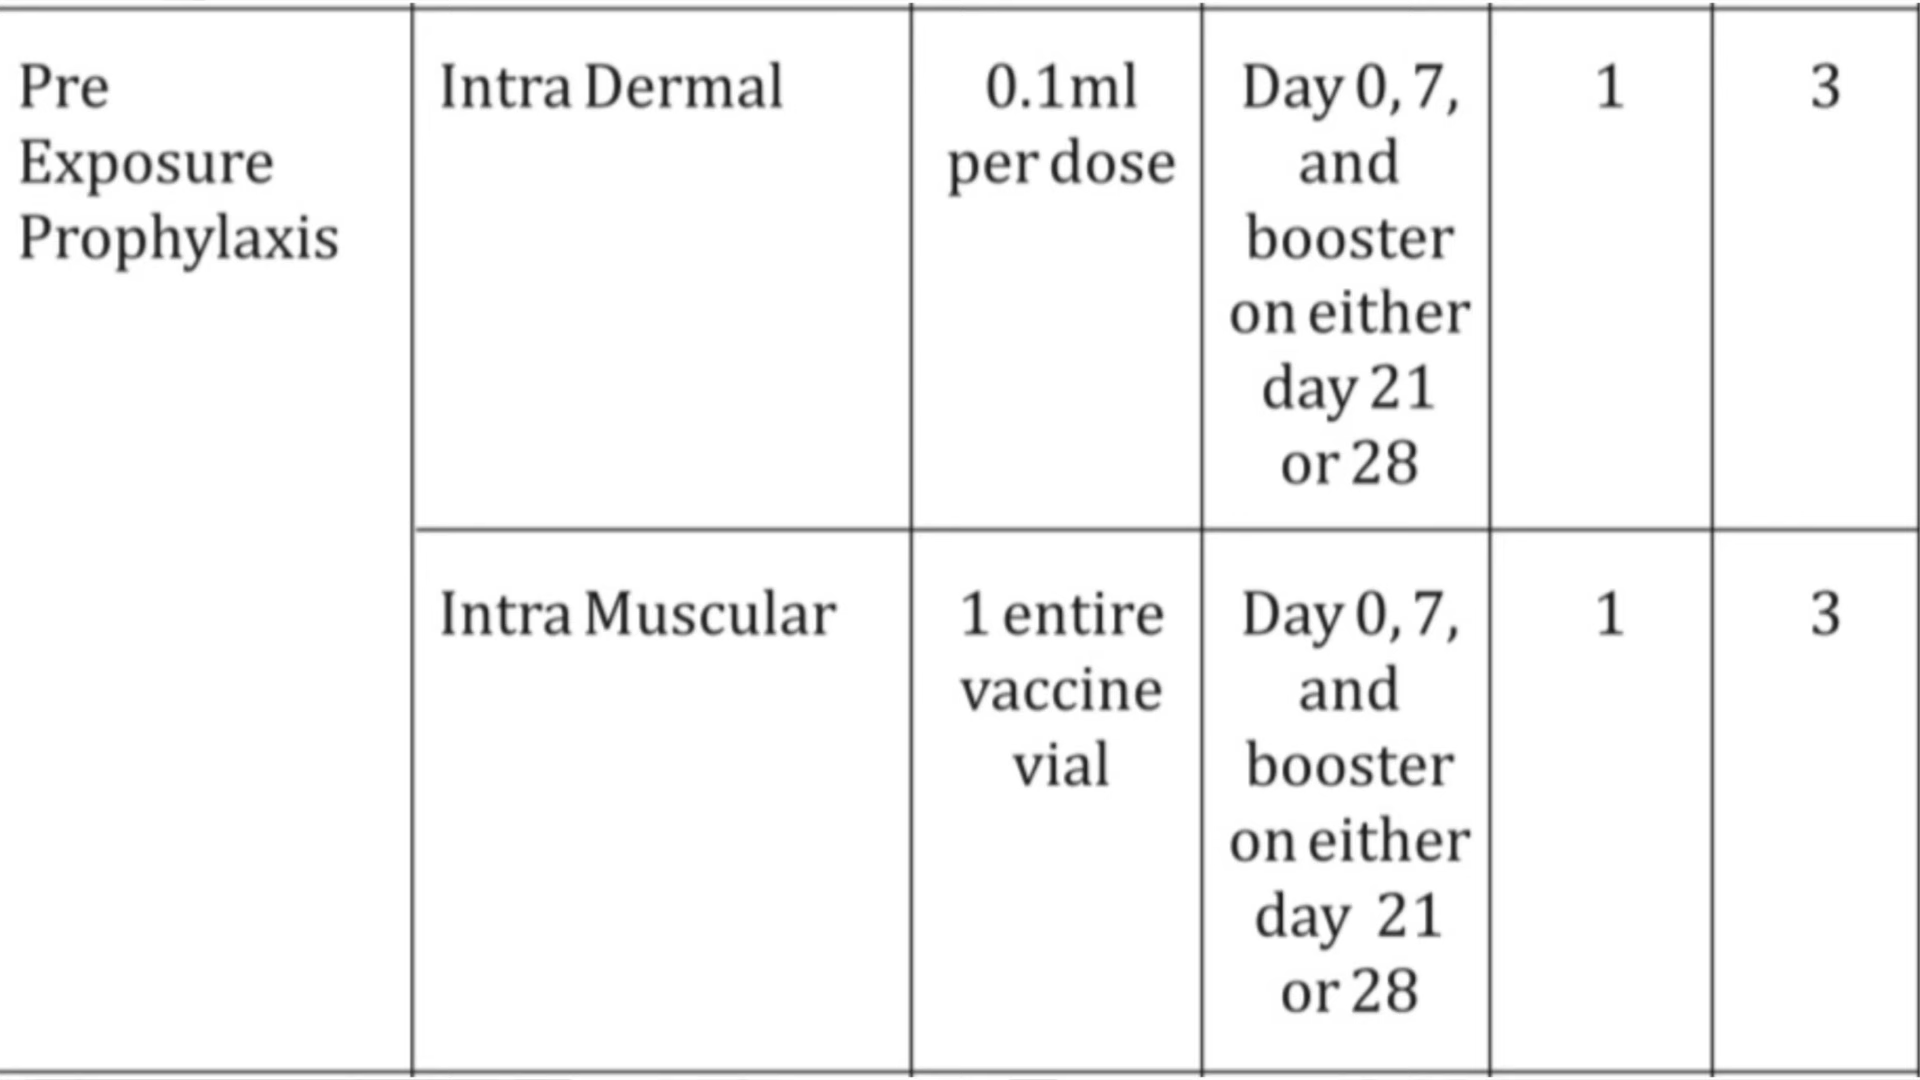 Pre
Exposure
Prophylaxis
Intra Dermal
0.1ml
per dose
Day 0, 7,
and
booster
on either
day 21
or 28
1
3
Intra Muscular
1 entire
vaccine
vial
Day 0, 7,
and
booster
on either
day 21
or 28
1
3